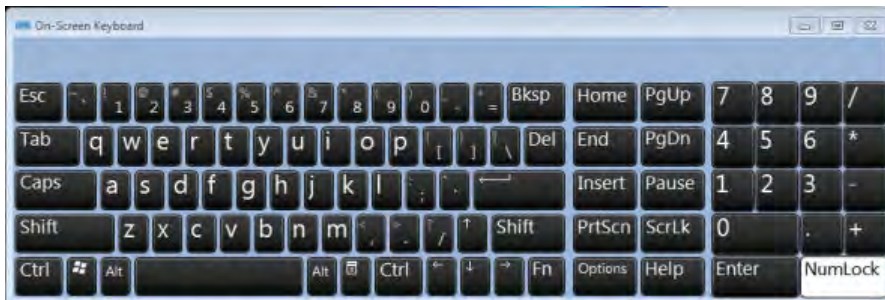 On-Screen Keyboard
Esc ~ ` ! 1 @ 2 # 3 $ 4 % 5 ^ 6 & 7 * 8 ( 9 ) 0 _ - + = Bksp Home PgUp 7 8 9 /
Tab q w e r t y u i o p { [ } ] | \ Del End PgDn 4 5 6 *
Caps a s d f g h j k l : ; " ' Insert Pause 1 2 3 -
Shift z x c v b n m < , > . ? / ↑ Shift PrtScn ScrLk 0 . +
Ctrl Alt Alt Ctrl ← ↓ → Fn Options Help Enter NumLock